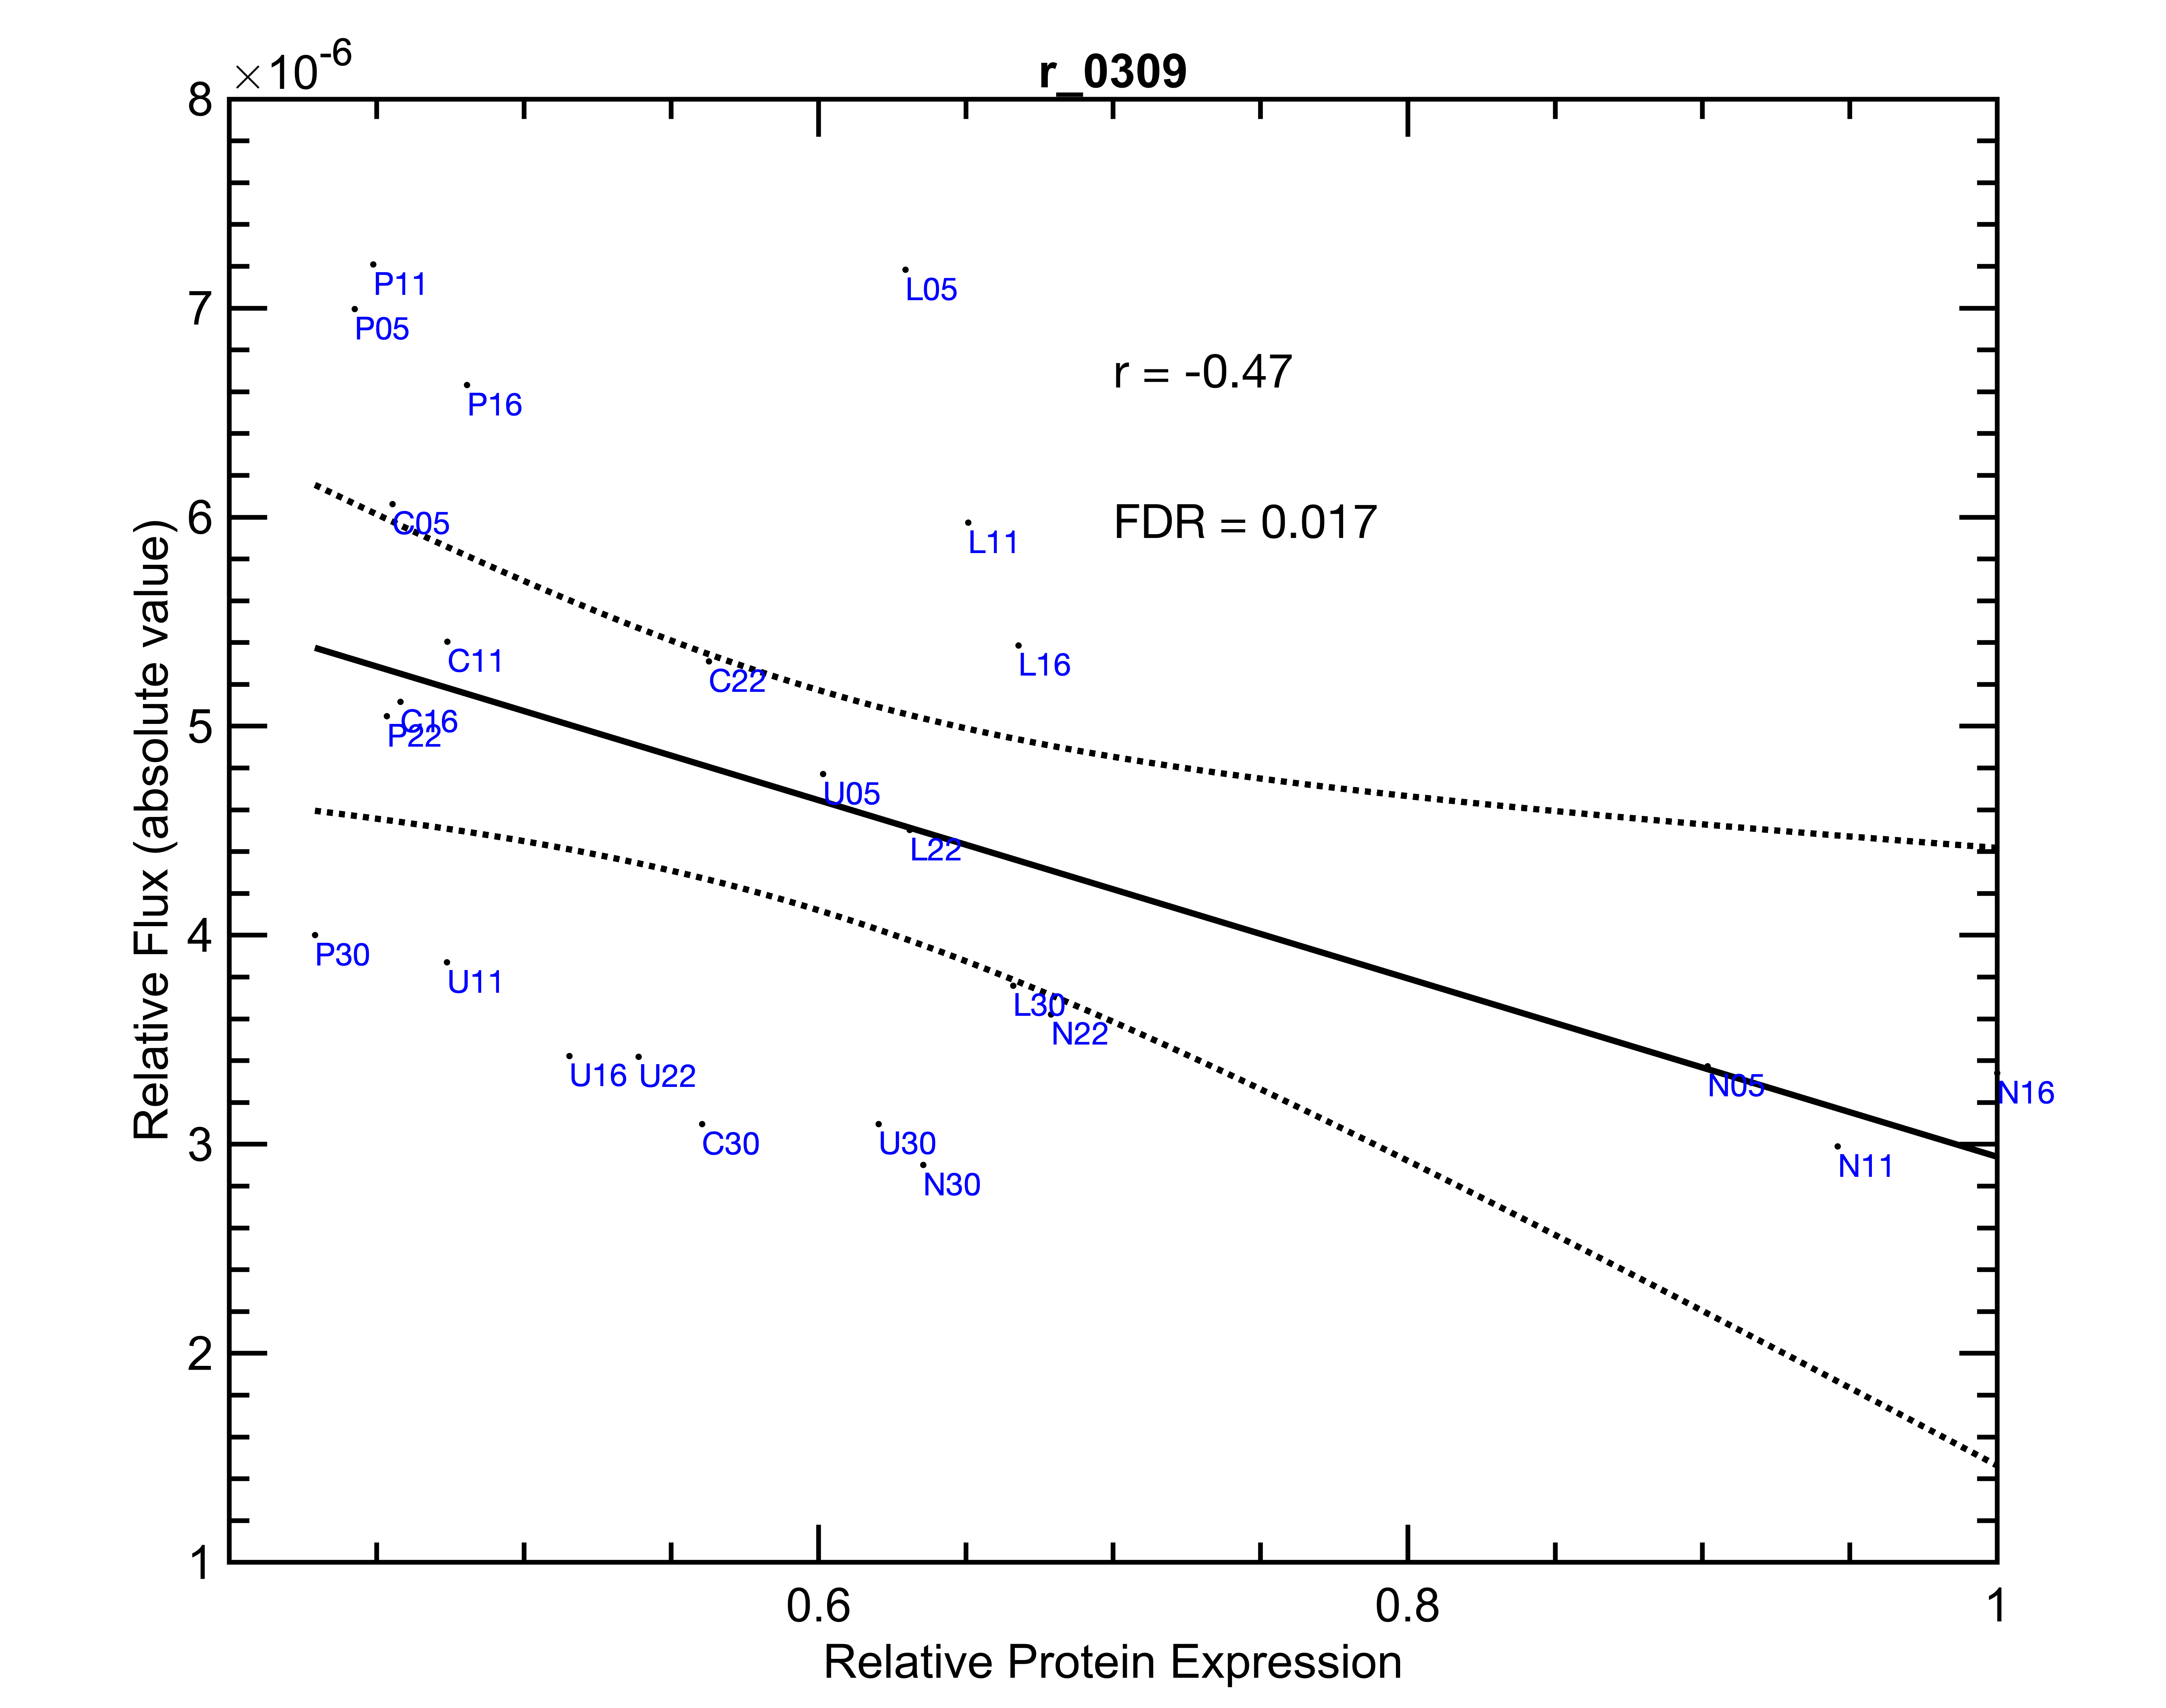 ×10-6
r_0309
8
P11
L05
7
P05
r = -0.47
P16
6
C05
FDR = 0.017
L11
C11
L16
C22
5
C16
P22
U05
L22
4
P30
U11
L30
N22
U16
U22
N05
N16
3
C30
U30
N11
N30
2
1
0.6
0.8
1
Relative Protein Expression
Relative Flux (absolute value)